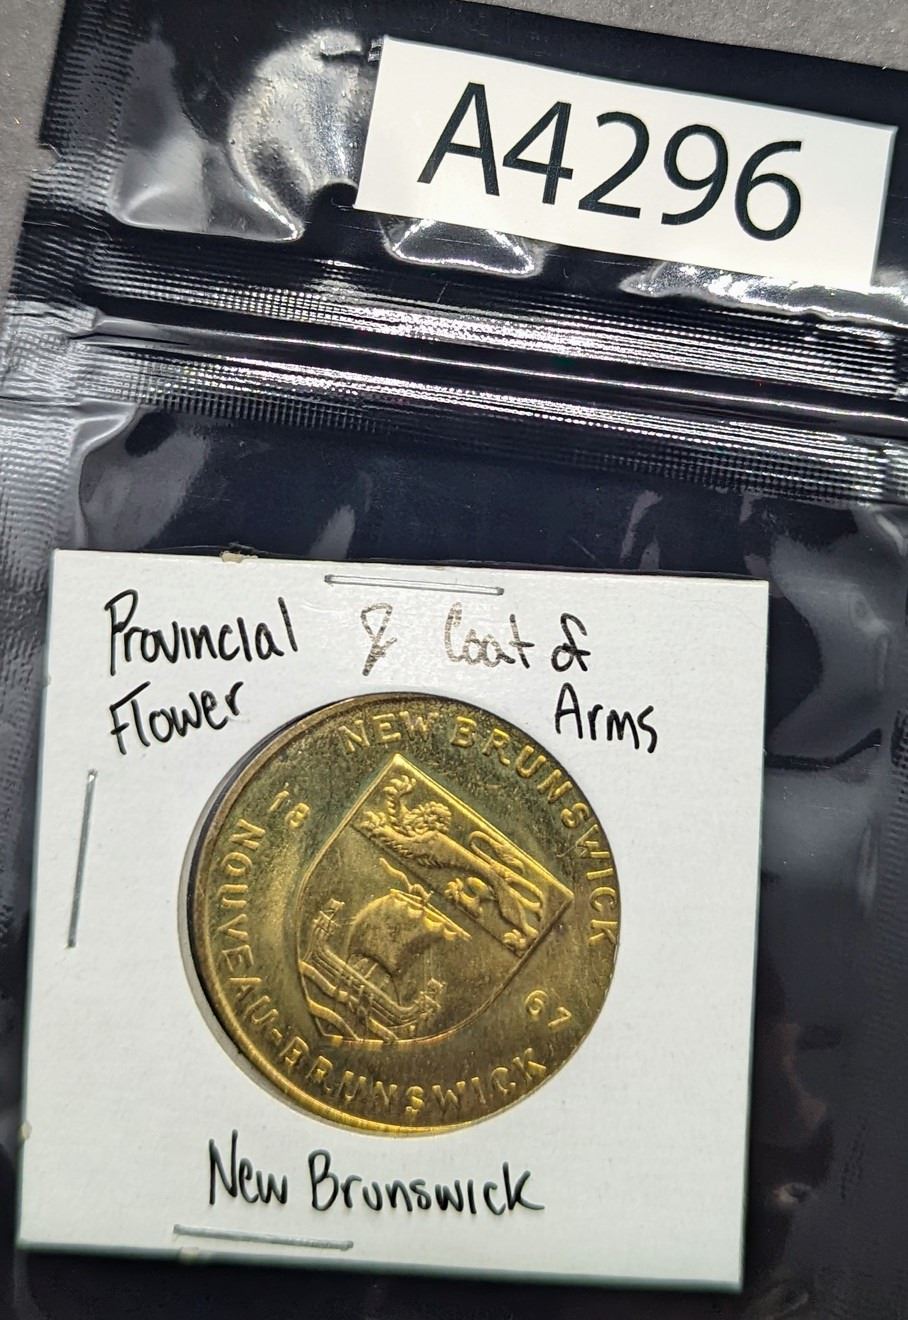 A4296
Provincial & Coat of
Flower Arms
NEW BRUNSWICK
18 67
NOUVEAU-BRUNSWICK
New Brunswick